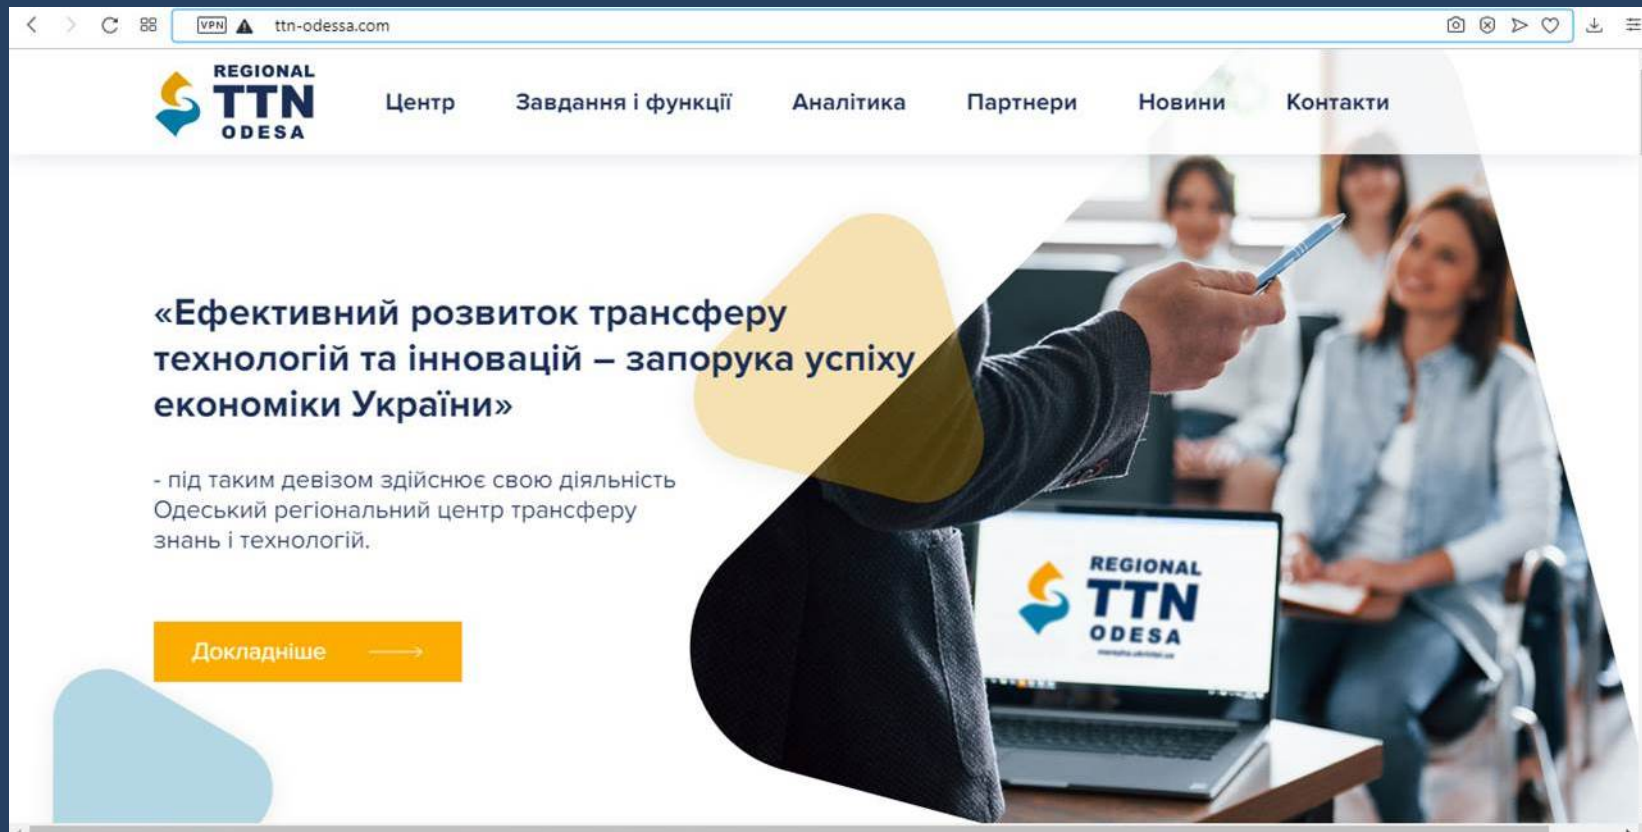 VPN ttn-odessa.com
REGIONAL
TTN
ODESA
Центр Завдання і функції Аналітика Партнери Новини Контакти
«Ефективний розвиток трансферу
технологій та інновацій – запорука успіху
економіки України»
- під таким девізом здійснює свою діяльність
Одеський регіональний центр трансферу
знань і технологій.
Докладніше
REGIONAL
TTN
ODESA